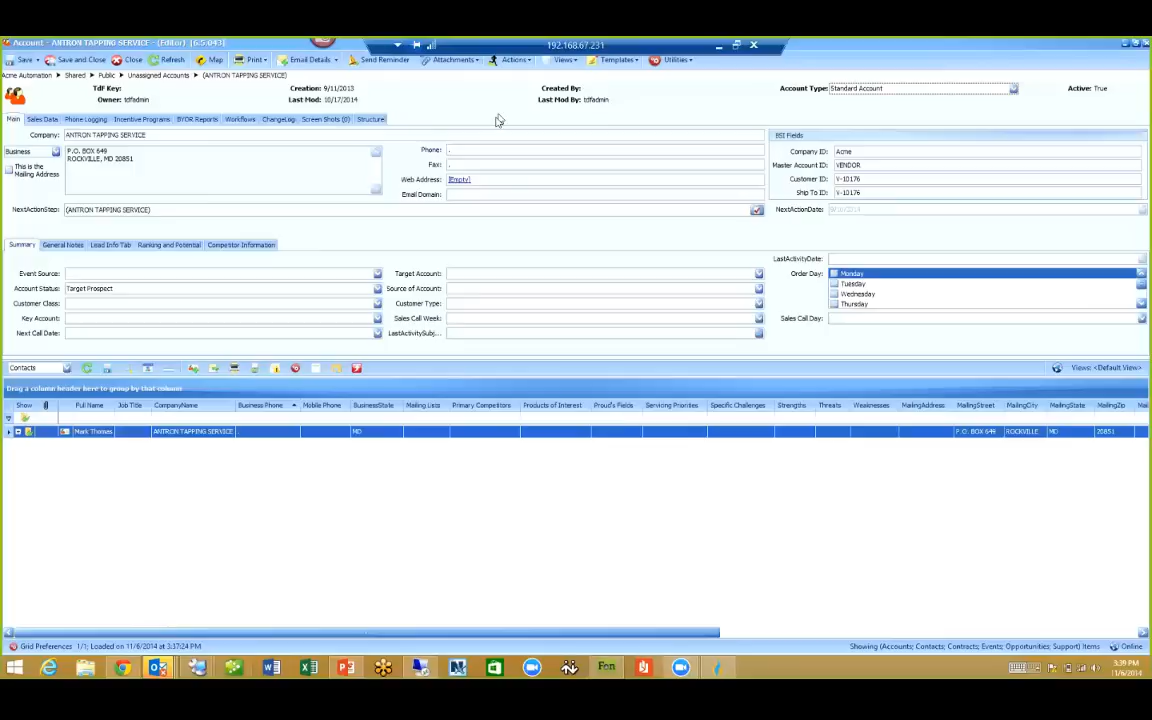 Account - ANTRON TAPPING SERVICE - (Editor) [6.5.043]
192.168.67.231
Save Save and Close Close Refresh Map Print Email Details Send Reminder Attachments Actions Views Templates Utilities
Acme Automation Shared Public Unassigned Accounts (ANTRON TAPPING SERVICE)
TdF Key: Creation: 9/11/2013 Created By: Account Type: Standard Account Active: True
Owner: tdfadmin Last Mod: 10/17/2014 Last Mod By: tdfadmin
Main Sales Data Phone Logging Incentive Programs BYOR Reports Workflows ChangeLog Screen Shots (0) Structure
Company: ANTRON TAPPING SERVICE BSI Fields
Business P.O. BOX 649 Phone: . Company ID: Acme
ROCKVILLE, MD 20851
This is the Mailing Address Fax: . Master Account ID: VENDOR
Web Address: [Empty] Customer ID: V-10176
Email Domain: Ship To ID: V-10176
NextActionStep: (ANTRON TAPPING SERVICE) NextActionDate:
Summary General Notes Lead Info Tab Ranking and Potential Competitor Information
LastActivityDate:
Event Source: Target Account: Order Day: Monday
Tuesday
Account Status: Target Prospect Source of Account: Wednesday
Customer Class: Customer Type: Thursday
Key Account: Sales Call Week: Sales Call Day:
Next Call Date: LastActivitySubj...
Contacts Views: <Default View>
Drag a column header here to group by that column
Show Full Name Job Title CompanyName Business Phone Mobile Phone BusinessState Mailing Lists Primary Competitors Products of Interest Proud's Fields Servicing Priorities Specific Challenges Strengths Threats Weaknesses MailingAddress MailingStreet MailingCity MailingState MailingZip
Mark Thomas ANTRON TAPPING SERVICE . MD P.O. BOX 649 ROCKVILLE MD 20851
Grid Preferences 1/1; Loaded on 11/6/2014 3:37:24 PM Showing (Accounts; Contacts; Contracts; Events; Opportunities; Support) Items Online
Fen
3:39 PM
11/6/2014